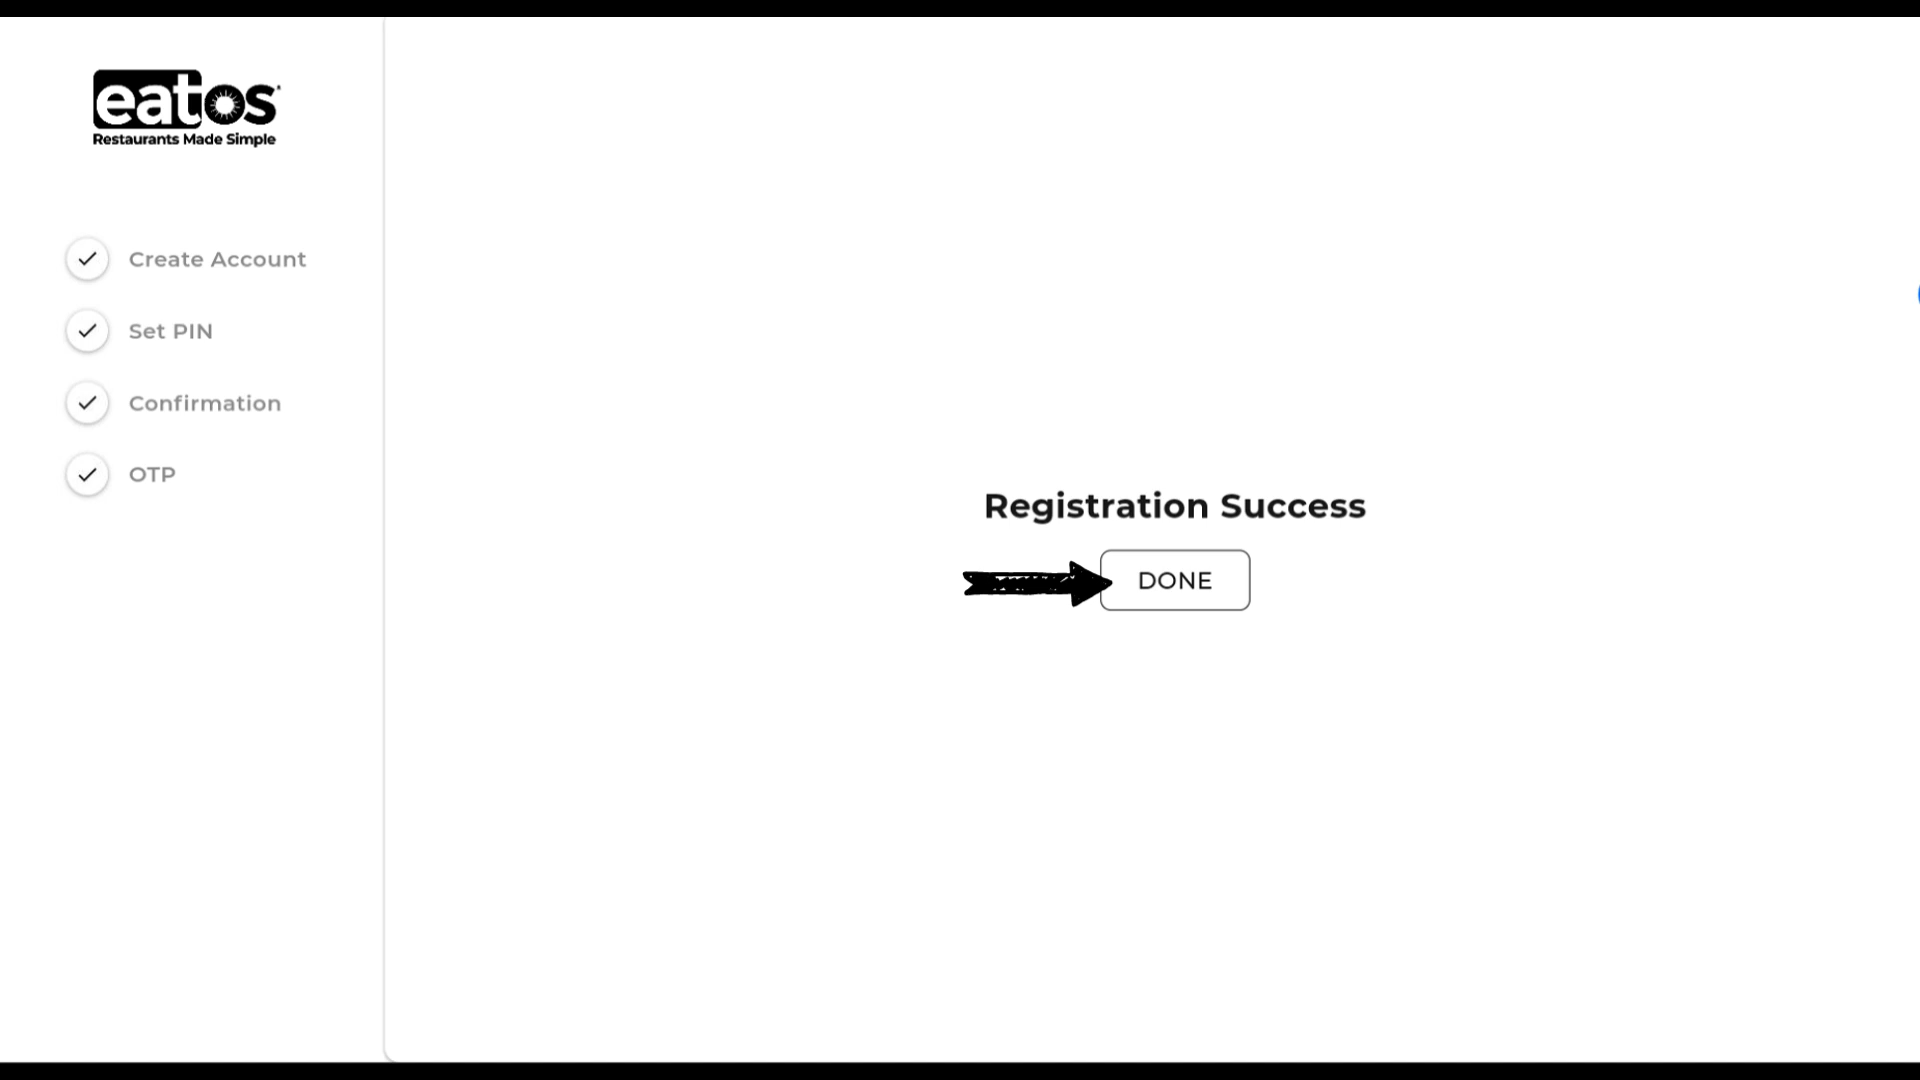 eatos
Restaurants Made Simple
Create Account
Set PIN
Confirmation
OTP
Registration Success
DONE